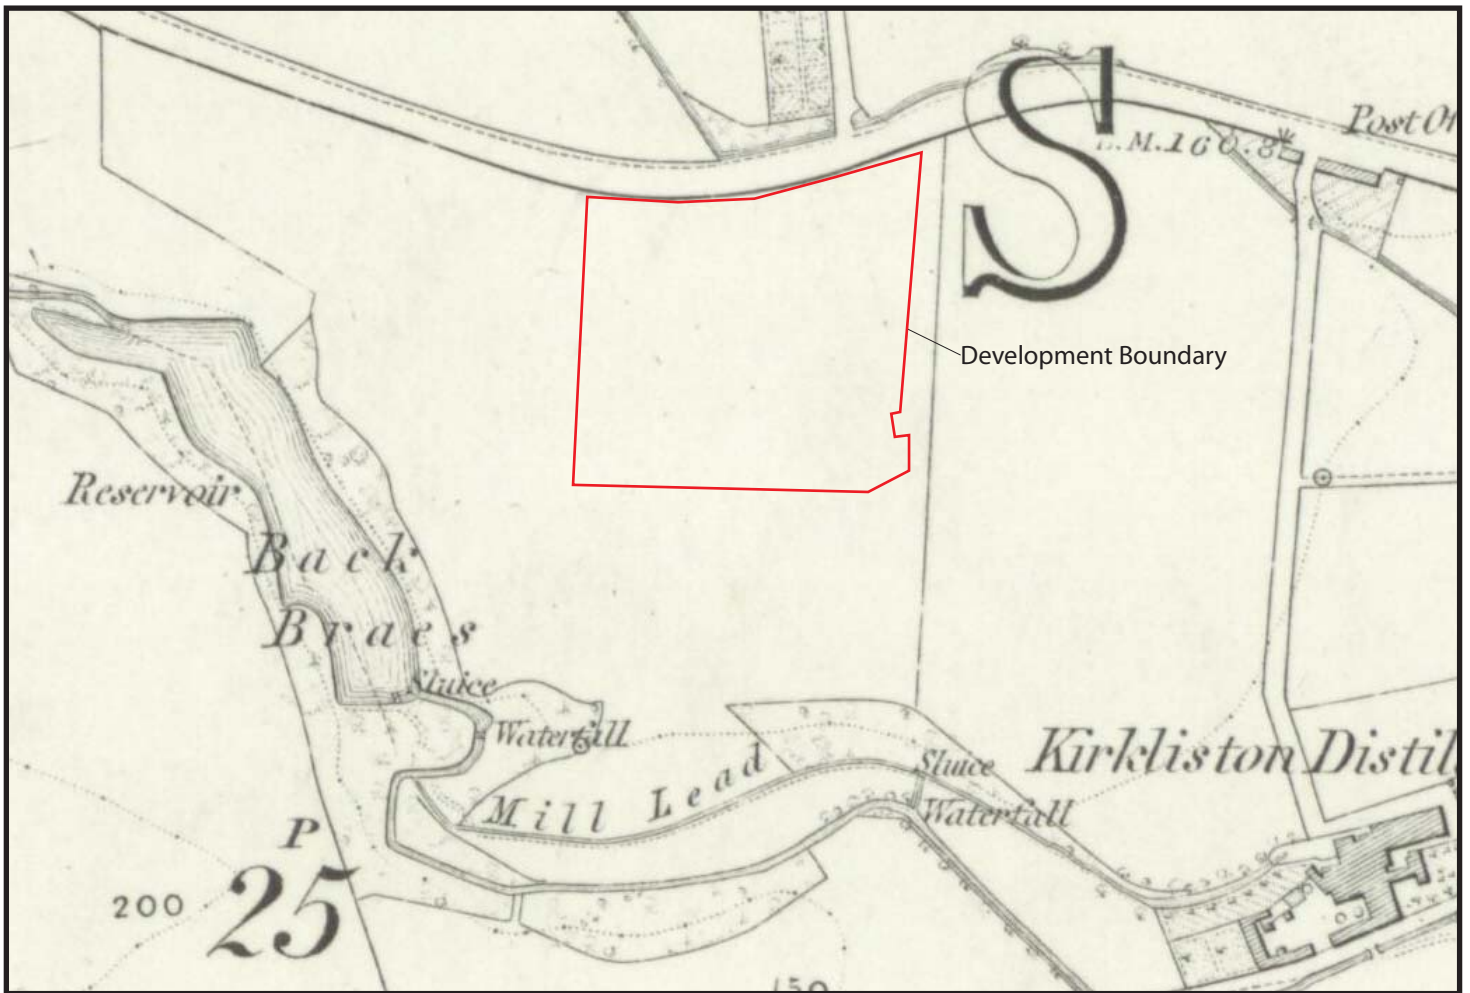 Post Of
S
B.M.160.8
Development Boundary
Reservoir
Back
Braes
Sluice
Waterfall
Mill Lead
Sluice
Waterfall
Kirkliston Distil
P
25
200
150